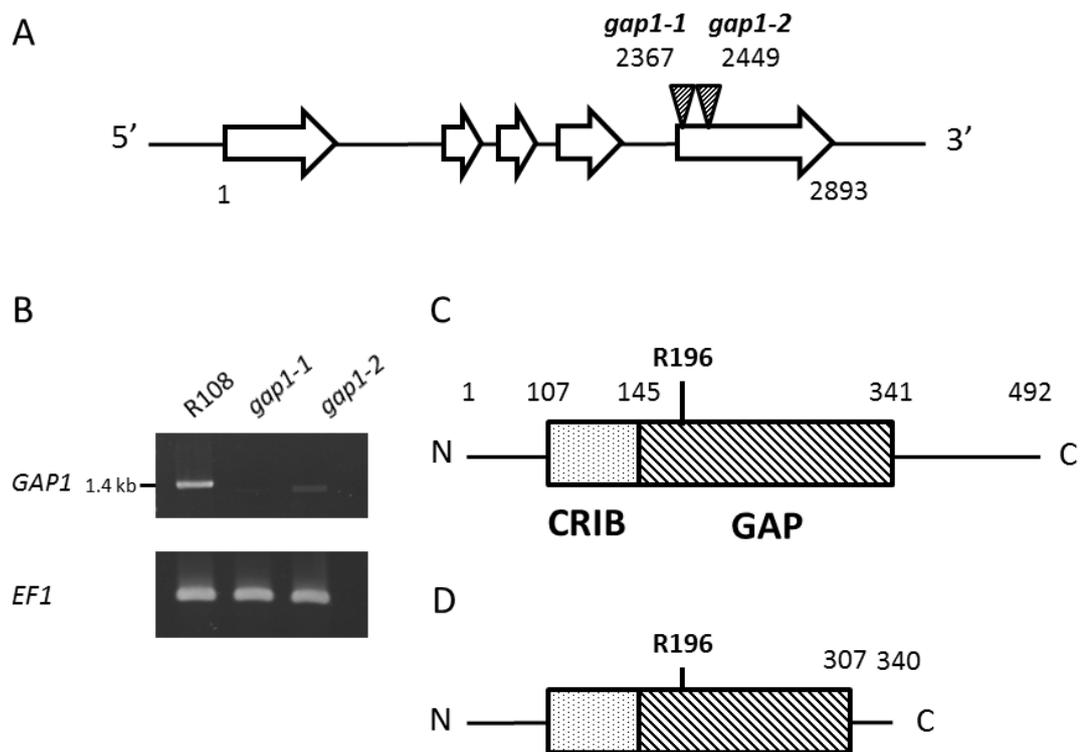 A
gap1-1 gap1-2
2367 2449
5’ 3’
1 2893
B
R108 gap1-1 gap1-2
GAP1 1.4 kb
EF1
C
R196
1 107 145 341 492
N C
CRIB GAP
D
R196
307 340
N C